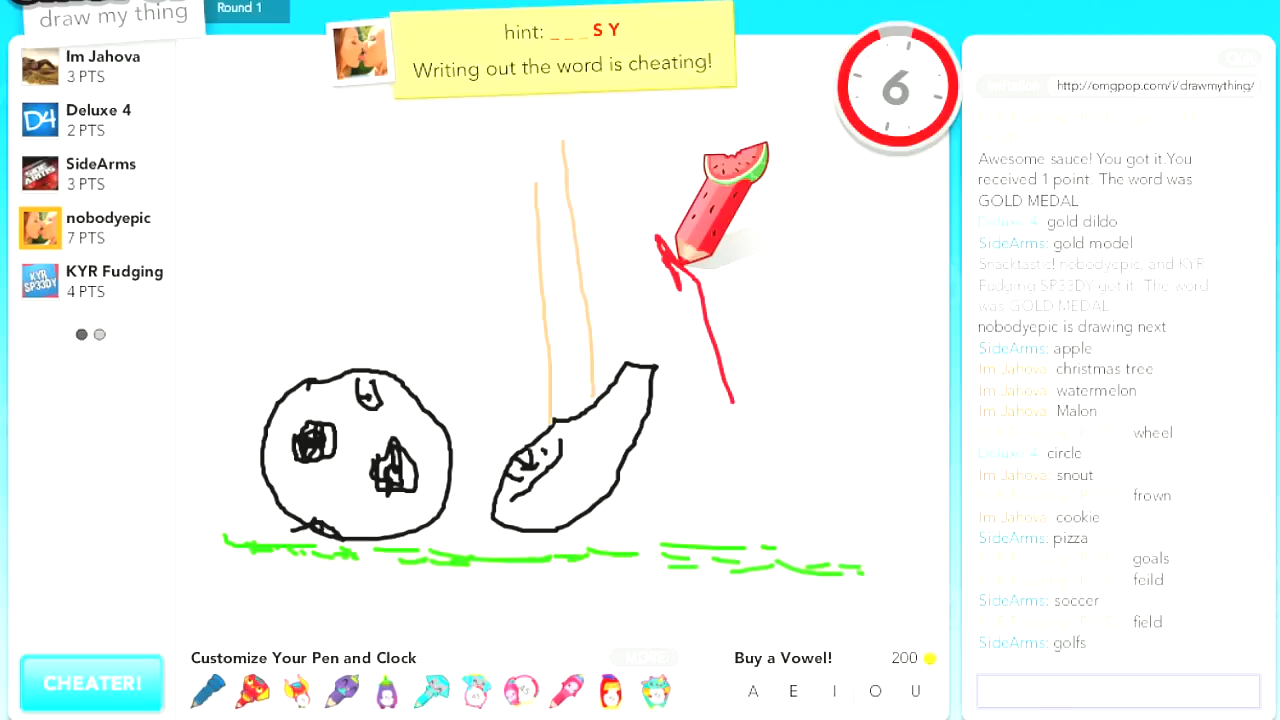 draw my thing
Round 1
hint: _ _ _ S Y
Writing out the word is cheating!
6
Im Jahova
3 PTS
Deluxe 4
2 PTS
SideArms
3 PTS
nobodyepic
7 PTS
KYR Fudging
4 PTS
D4
SIDE ARMS
KYR SP33DY
CHEATER!
Customize Your Pen and Clock
MORE
Buy a Vowel!
200
A E I O U
http://omgpop.com/i/drawmything/
Awesome sauce! You got it.You
received 1 point. The word was
GOLD MEDAL
Deluxe 4: gold dildo
SideArms: gold model
Snacktastic! nobodyepic, and KYR
Fudging SP33DY got it. The word
was GOLD MEDAL
nobodyepic is drawing next
SideArms: apple
Im Jahova: christmas tree
Im Jahova: watermelon
Im Jahova: Malon
wheel
Deluxe 4: circle
Im Jahova: snout
frown
Im Jahova: cookie
SideArms: pizza
goals
feild
SideArms: soccer
field
SideArms: golfs